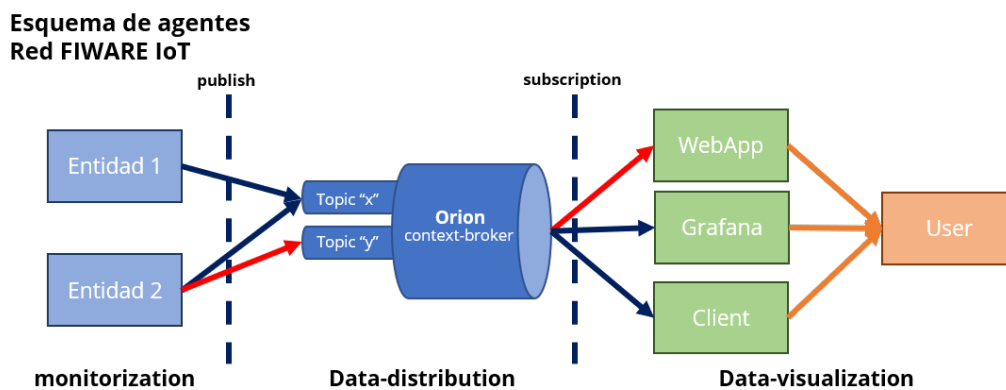 Esquema de agentes
Red FIWARE IoT
publish
subscription
Entidad 1
Entidad 2
Topic “x”
Topic “y”
Orion
context-broker
WebApp
Grafana
Client
User
monitorization
Data-distribution
Data-visualization